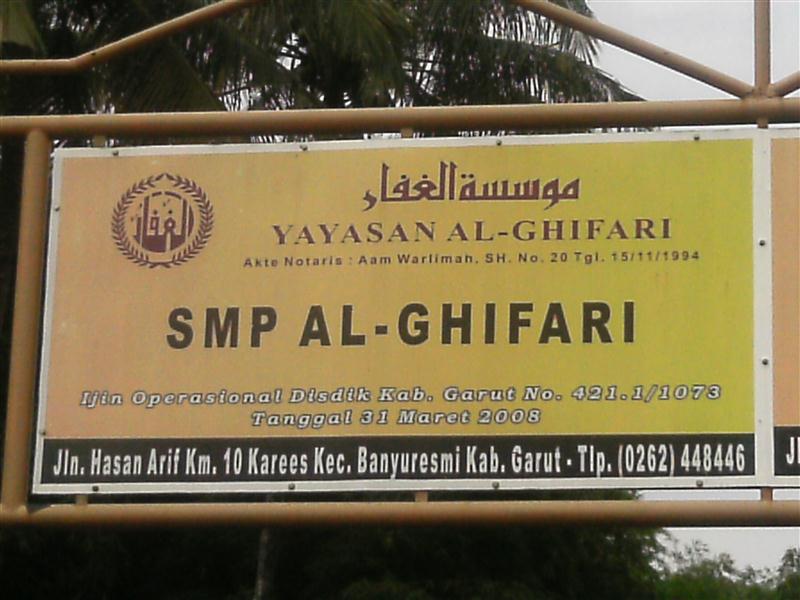 موسسة الغفار
YAYASAN AL-GHIFARI
Akte Notaris : Aam Warlimah, SH. No. 20 Tgl. 15/11/1994
SMP AL-GHIFARI
Ijin Operasional Disdik Kab. Garut No. 421.1/1073
Tanggal 31 Maret 2008
Jln. Hasan Arif Km. 10 Karees Kec. Banyuresmi Kab. Garut - Tlp. (0262) 448446